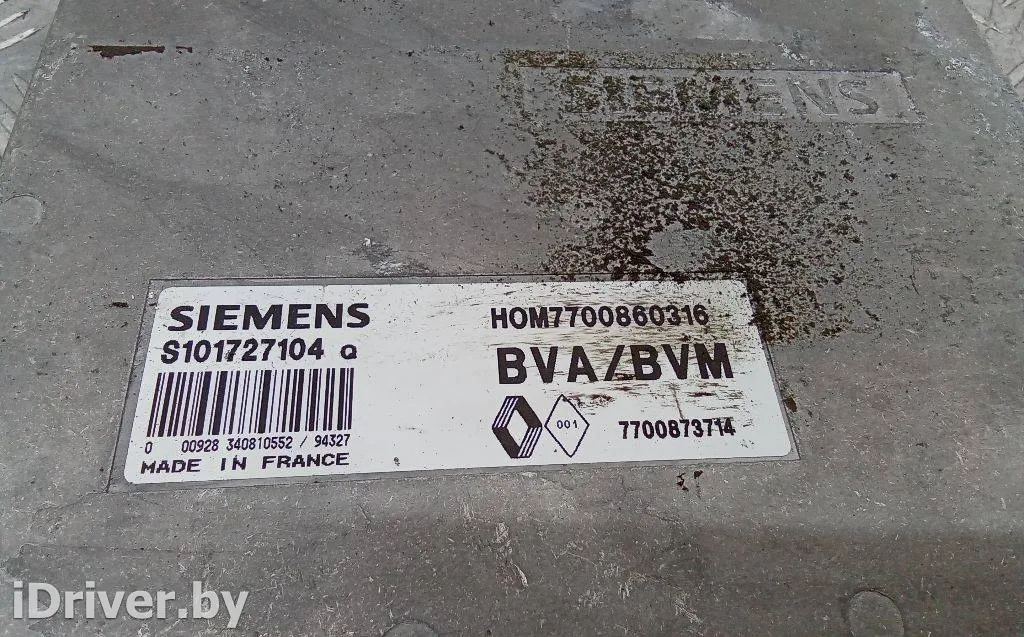 SIEMENS
SIEMENS
S101727104 Q
HOM7700860316
BVA/BVM
001
7700873714
0 00928 340810552 / 94327
MADE IN FRANCE
iDriver.by